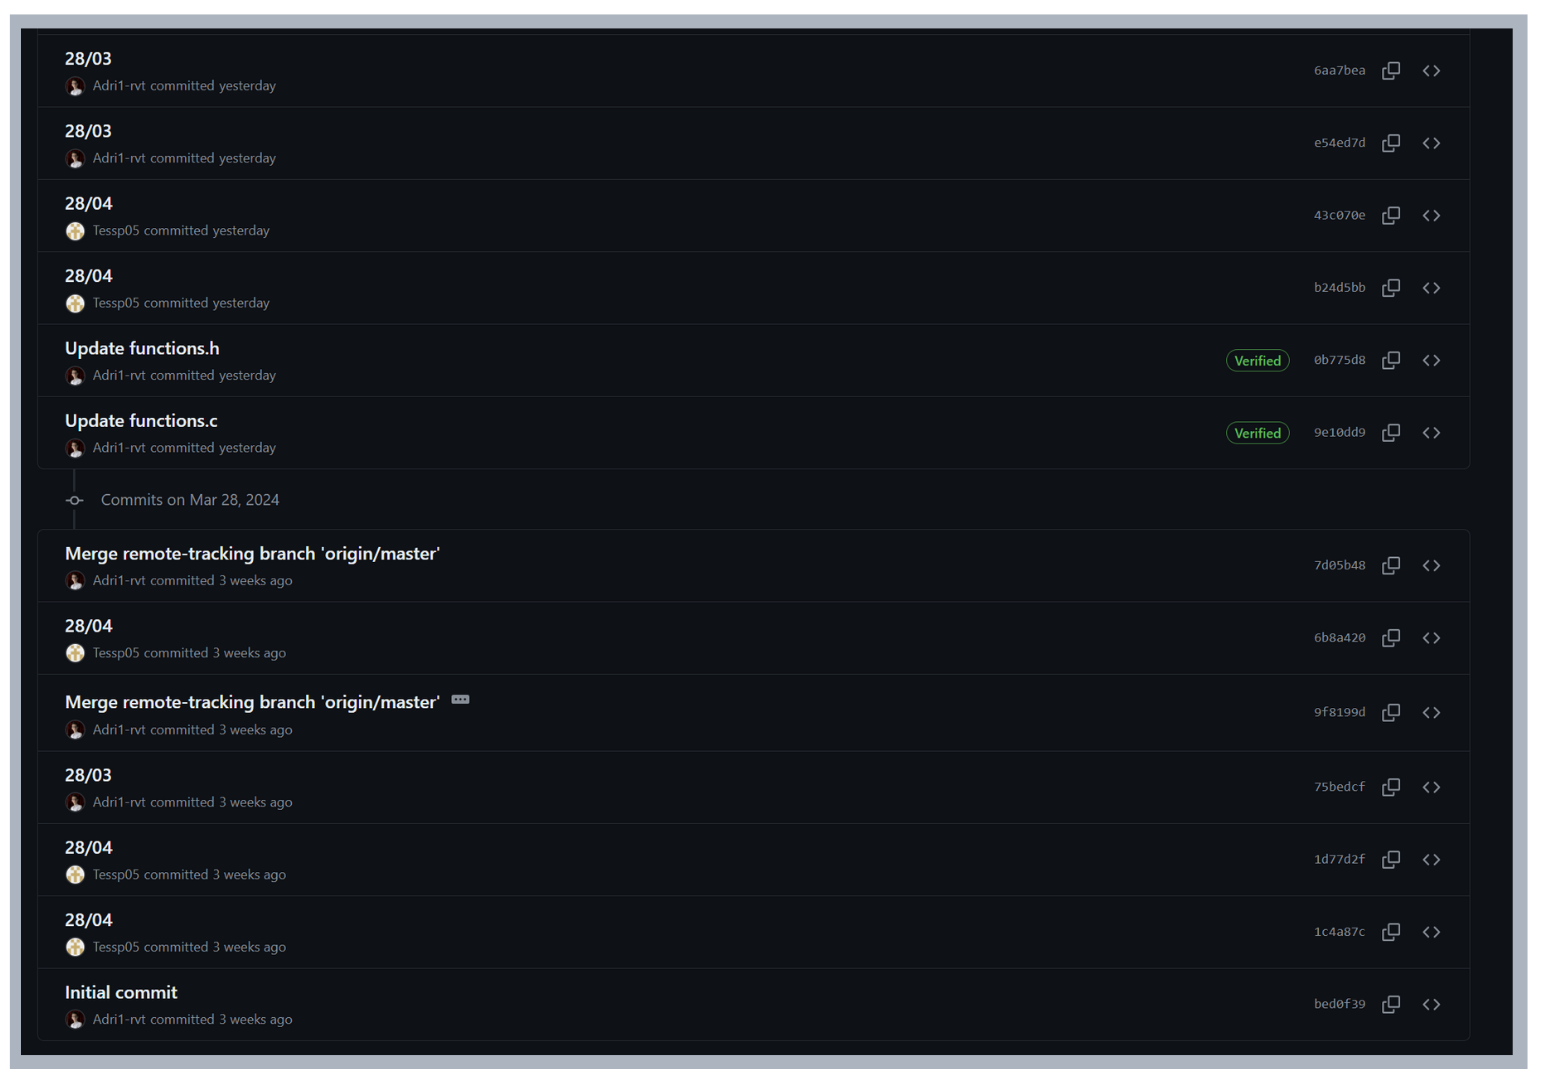 28/03
Adri1-rvt committed yesterday
6aa7bea
28/03
Adri1-rvt committed yesterday
e54ed7d
28/04
Tessp05 committed yesterday
43c070e
28/04
Tessp05 committed yesterday
b24d5bb
Update functions.h
Adri1-rvt committed yesterday
Verified
0b775d8
Update functions.c
Adri1-rvt committed yesterday
Verified
9e10dd9
Commits on Mar 28, 2024
Merge remote-tracking branch 'origin/master'
Adri1-rvt committed 3 weeks ago
7d05b48
28/04
Tessp05 committed 3 weeks ago
6b8a420
Merge remote-tracking branch 'origin/master'
Adri1-rvt committed 3 weeks ago
9f8199d
28/03
Adri1-rvt committed 3 weeks ago
75bedcf
28/04
Tessp05 committed 3 weeks ago
1d77d2f
28/04
Tessp05 committed 3 weeks ago
1c4a87c
Initial commit
Adri1-rvt committed 3 weeks ago
bed0f39